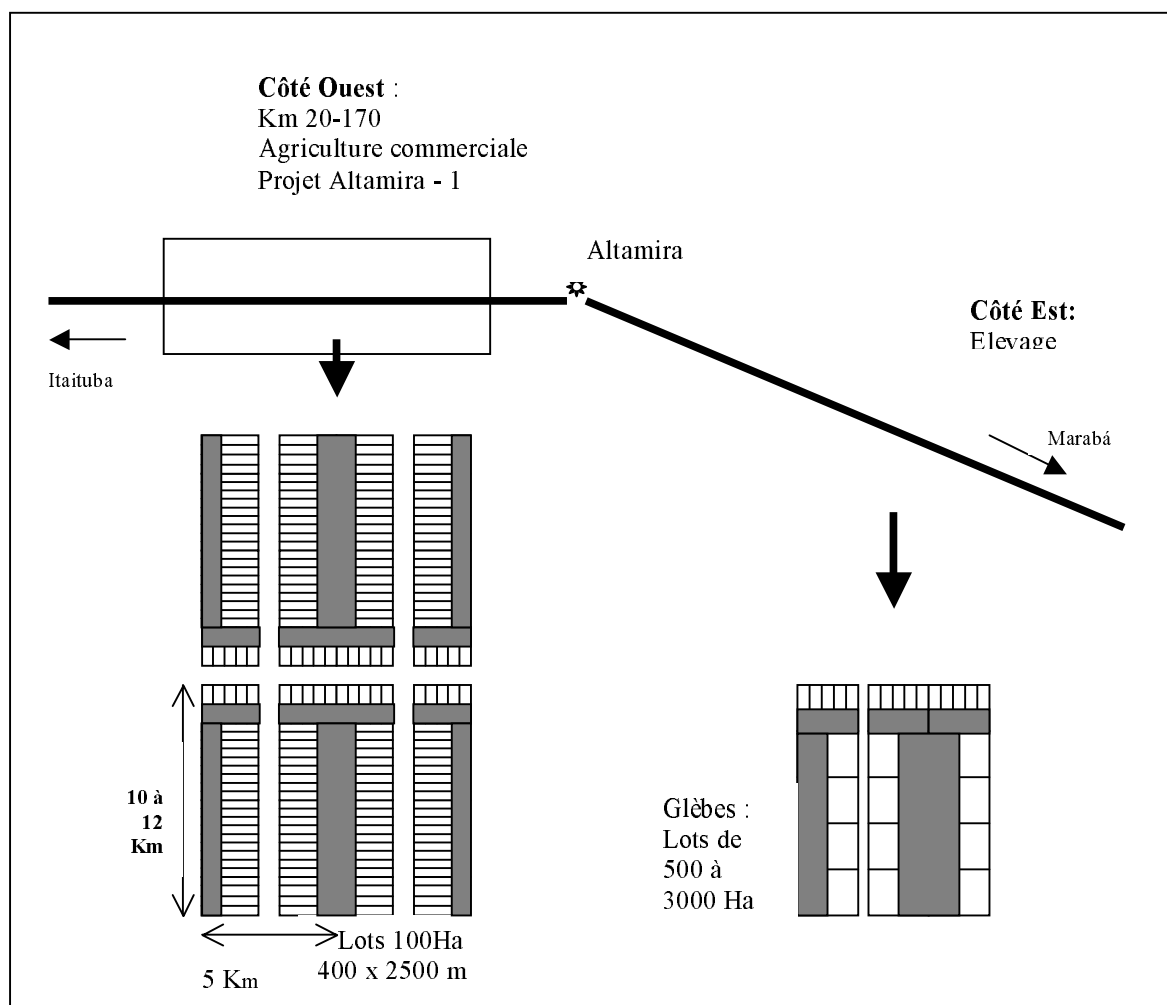 Côté Ouest :
Km 20-170
Agriculture commerciale
Projet Altamira - 1
Altamira
Côté Est:
Elevage
Itaituba
Marabá
10 à
12
Km
Glèbes :
Lots de
500 à
3000 Ha
Lots 100Ha
400 x 2500 m
5 Km